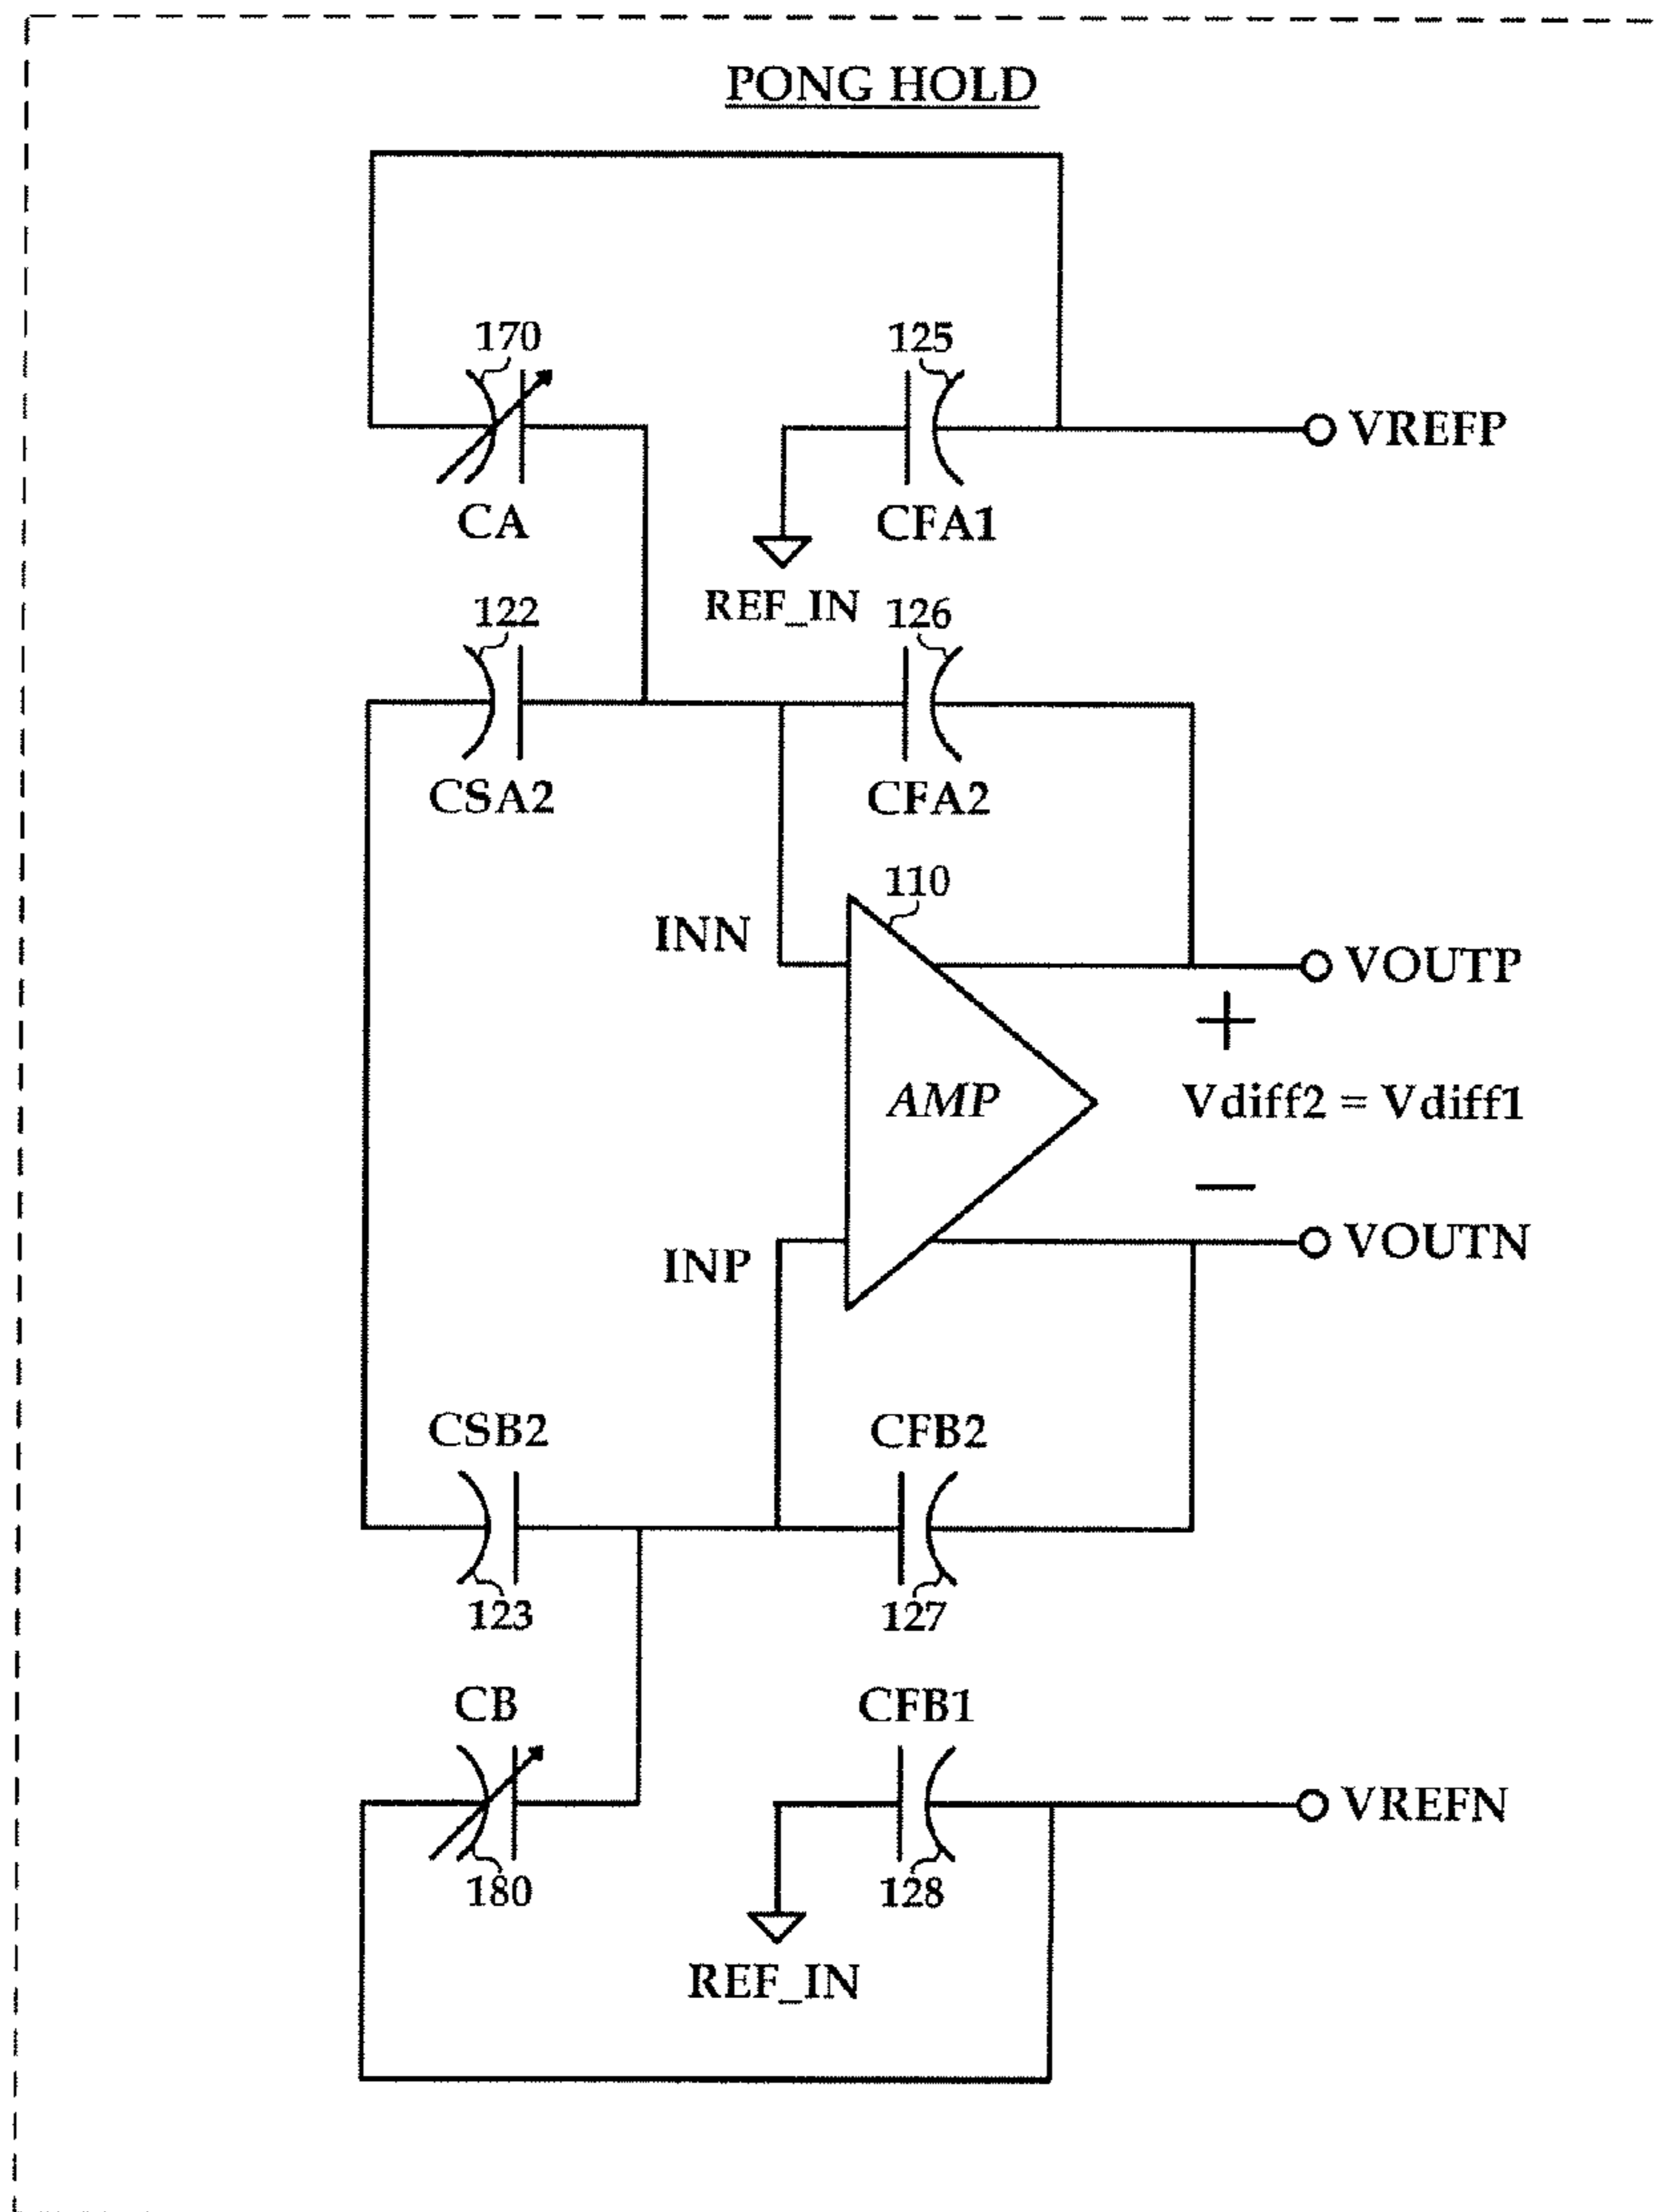 PONG HOLD
170
125
VREFP
CA
CFA1
REF_IN
122
126
CSA2
CFA2
110
INN
VOUTP
+
AMP
Vdiff2 = Vdiff1
—
INP
VOUTN
CSB2
CFB2
123
127
CB
CFB1
VREFN
180
128
REF_IN